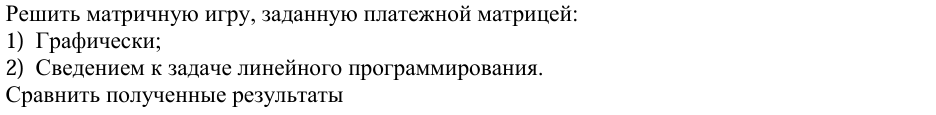 Решить матричную игру, заданную платежной матрицей:
1) Графически;
2) Сведением к задаче линейного программирования.
Сравнить полученные результаты